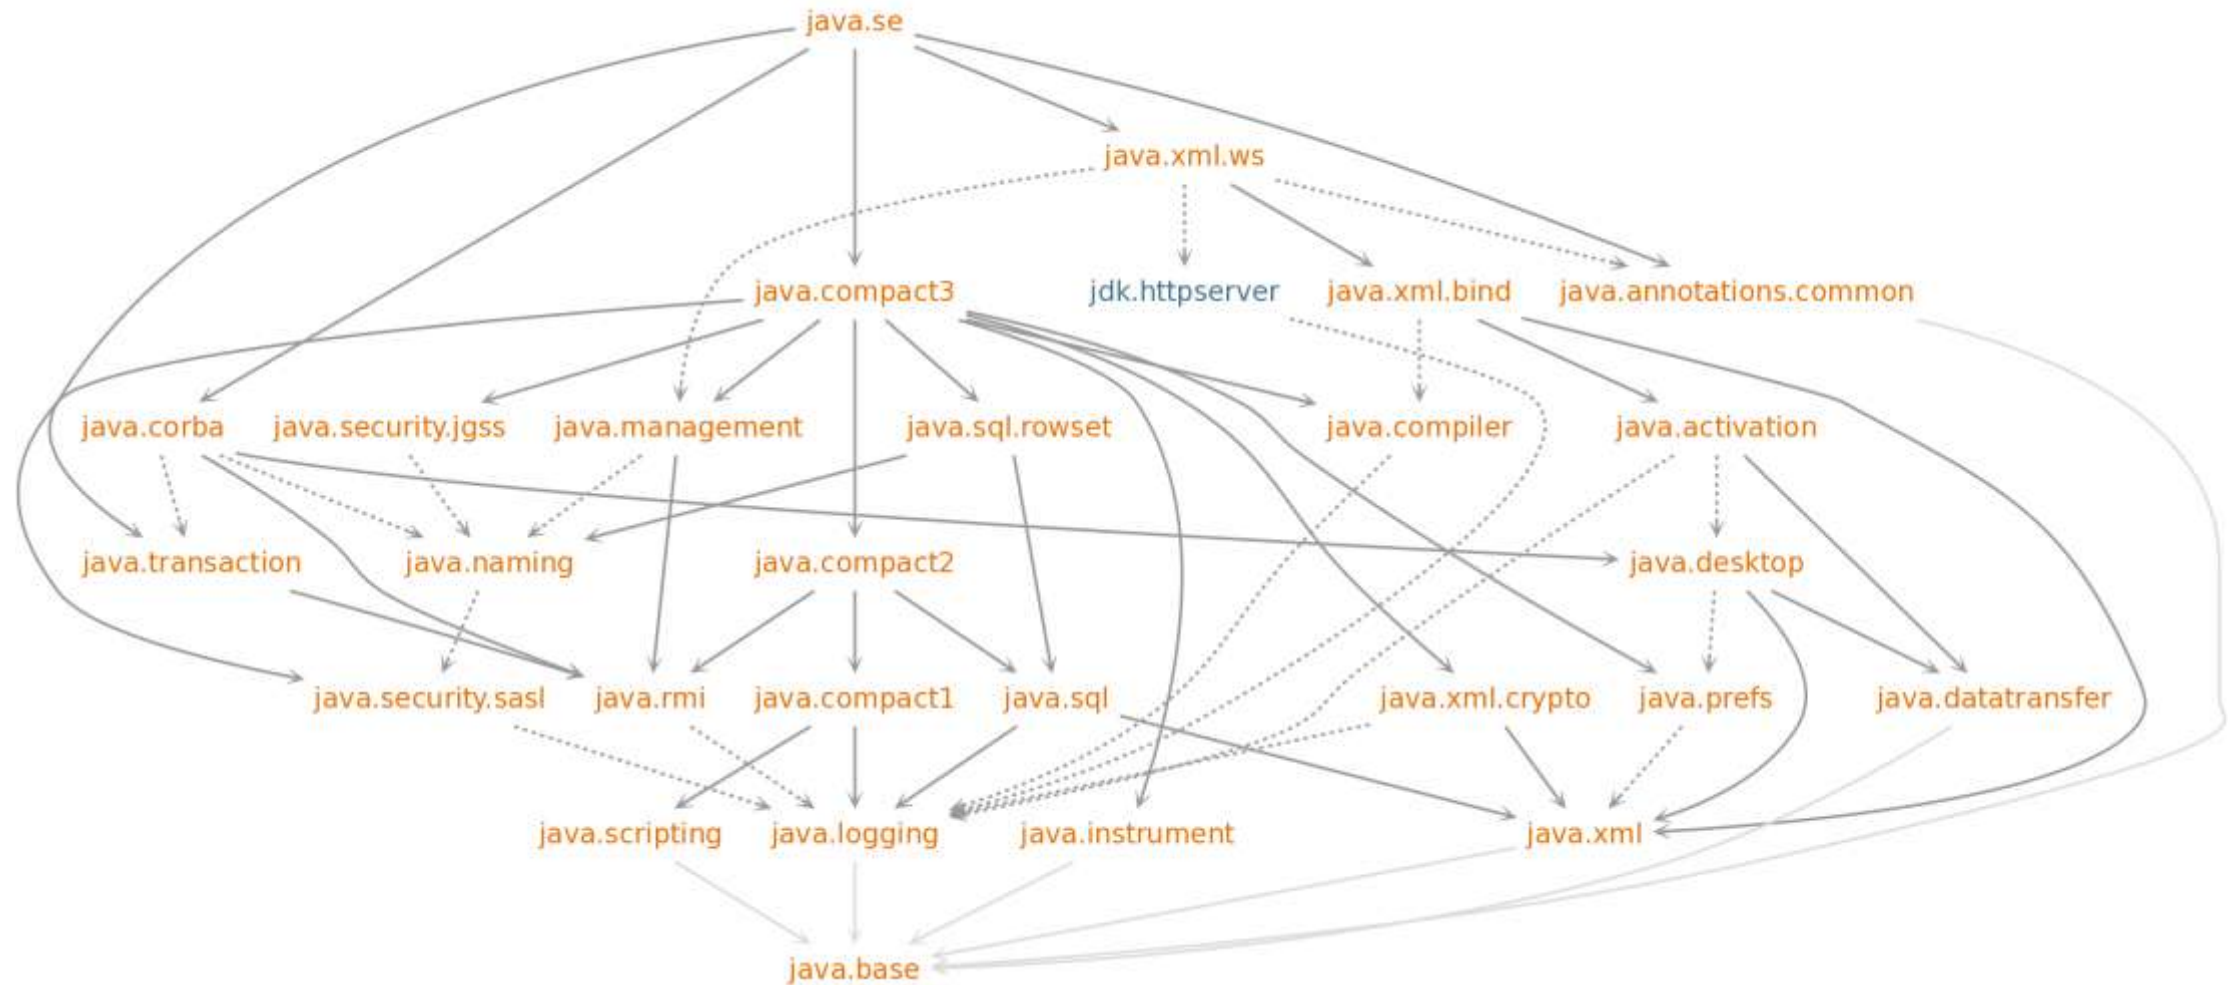 java.se
java.xml.ws
java.compact3
jdk.httpserver
java.xml.bind
java.annotations.common
java.corba
java.security.jgss
java.management
java.sql.rowset
java.compiler
java.activation
java.transaction
java.naming
java.compact2
java.desktop
java.security.sasl
java.rmi
java.compact1
java.sql
java.xml.crypto
java.prefs
java.datatransfer
java.scripting
java.logging
java.instrument
java.xml
java.base